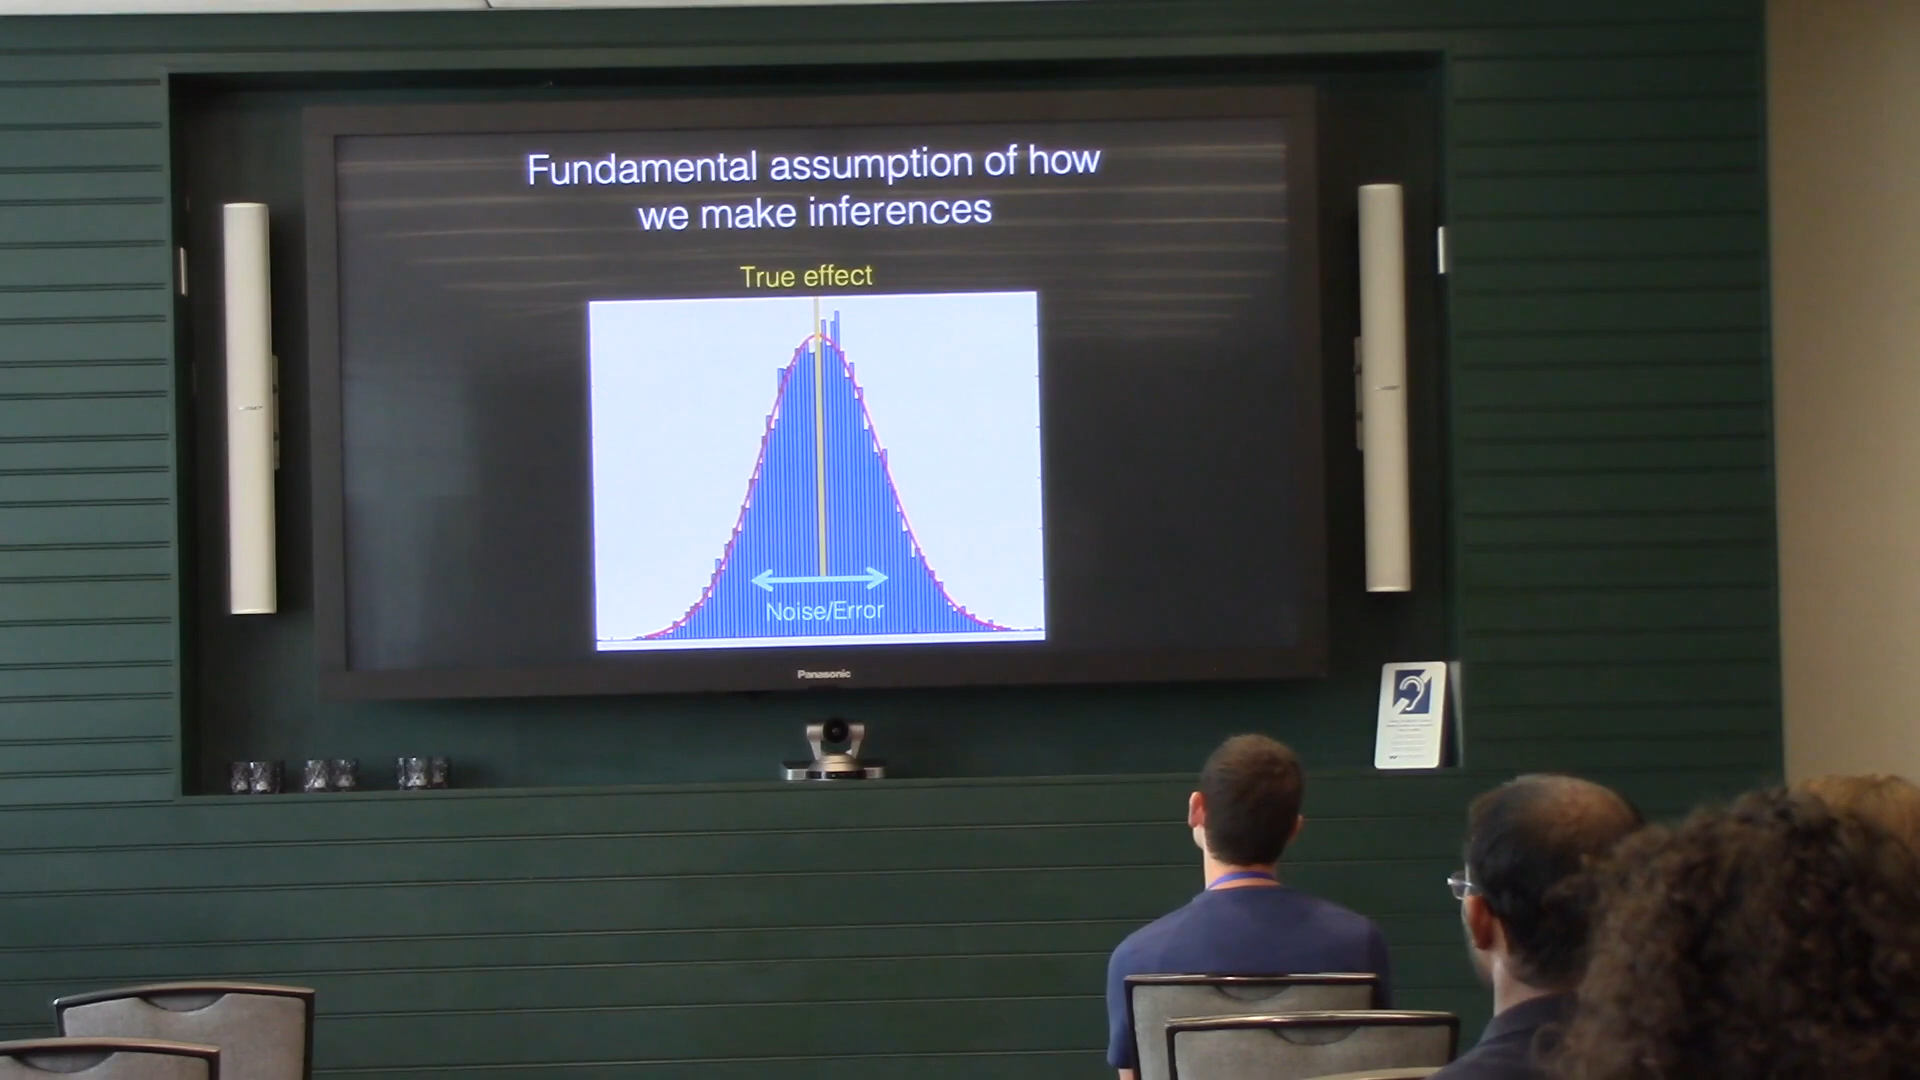 Fundamental assumption of how
we make inferences
True effect
Noise/Error
Panasonic